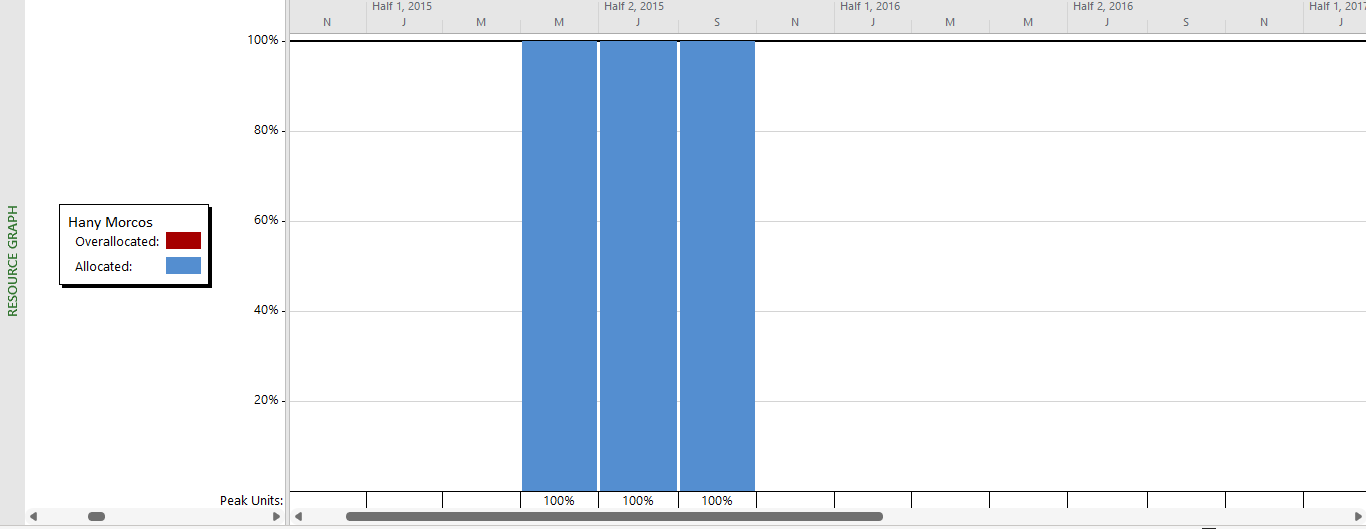 Half 1, 2015 Half 2, 2015 Half 1, 2016 Half 2, 2016 Half 1, 2017
N J M M J S N J M M J S N J
100%
80%
60%
40%
20%
RESOURCE GRAPH
Hany Morcos
Overallocated:
Allocated:
Peak Units: 100% 100% 100%